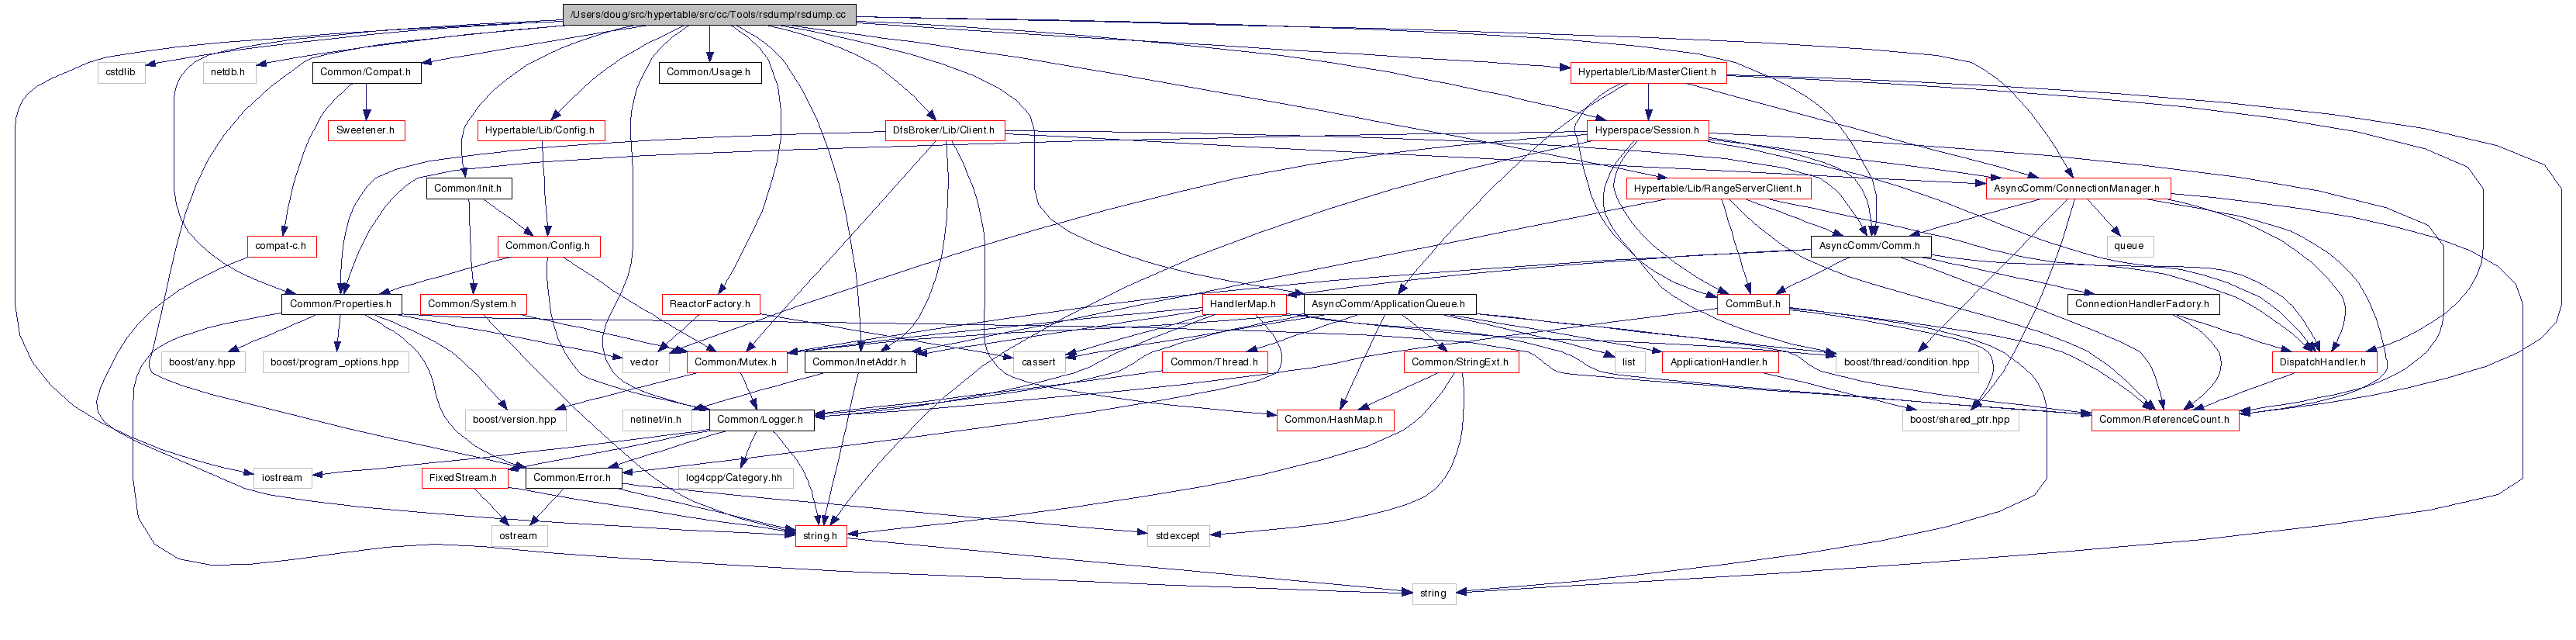 /Users/doug/src/hypertable/src/cc/Tools/rsdump/rsdump.cc
cstdlib
netdb.h
Common/Compat.h
Common/Usage.h
Hypertable/Lib/MasterClient.h
Sweetener.h
Hypertable/Lib/Config.h
DfsBroker/Lib/Client.h
Hyperspace/Session.h
Common/Init.h
Hypertable/Lib/RangeServerClient.h
AsyncComm/ConnectionManager.h
compat-c.h
Common/Config.h
AsyncComm/Comm.h
queue
Common/Properties.h
Common/System.h
ReactorFactory.h
HandlerMap.h
AsyncComm/ApplicationQueue.h
CommBuf.h
ConnectionHandlerFactory.h
boost/any.hpp
boost/program_options.hpp
vector
Common/Mutex.h
Common/InetAddr.h
cassert
Common/Thread.h
Common/StringExt.h
list
ApplicationHandler.h
boost/thread/condition.hpp
DispatchHandler.h
boost/version.hpp
netinet/in.h
Common/Logger.h
Common/HashMap.h
boost/shared_ptr.hpp
Common/ReferenceCount.h
iostream
FixedStream.h
Common/Error.h
log4cpp/Category.hh
ostream
string.h
stdexcept
string